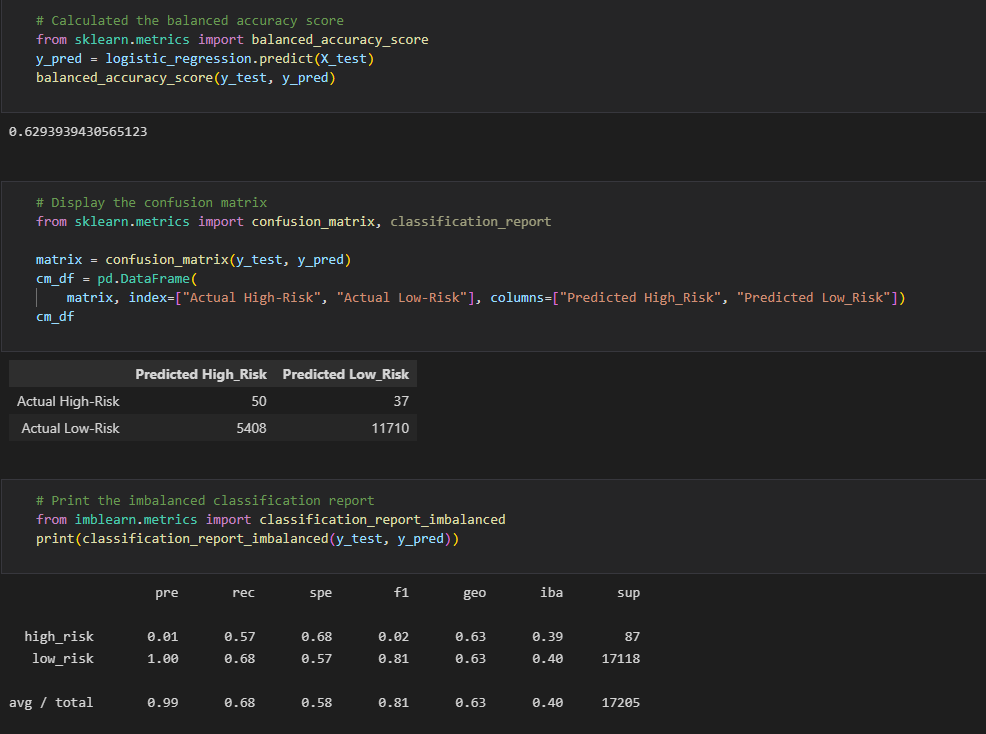 # Calculated the balanced accuracy score
from sklearn.metrics import balanced_accuracy_score
y_pred = logistic_regression.predict(X_test)
balanced_accuracy_score(y_test, y_pred)
0.6293939430565123
# Display the confusion matrix
from sklearn.metrics import confusion_matrix, classification_report
matrix = confusion_matrix(y_test, y_pred)
cm_df = pd.DataFrame(
matrix, index=["Actual High-Risk", "Actual Low-Risk"], columns=["Predicted High_Risk", "Predicted Low_Risk"])
cm_df
Predicted High_Risk Predicted Low_Risk
Actual High-Risk 50 37
Actual Low-Risk 5408 11710
# Print the imbalanced classification report
from imblearn.metrics import classification_report_imbalanced
print(classification_report_imbalanced(y_test, y_pred))
pre rec spe f1 geo iba sup
high_risk 0.01 0.57 0.68 0.02 0.63 0.39 87
low_risk 1.00 0.68 0.57 0.81 0.63 0.40 17118
avg / total 0.99 0.68 0.58 0.81 0.63 0.40 17205